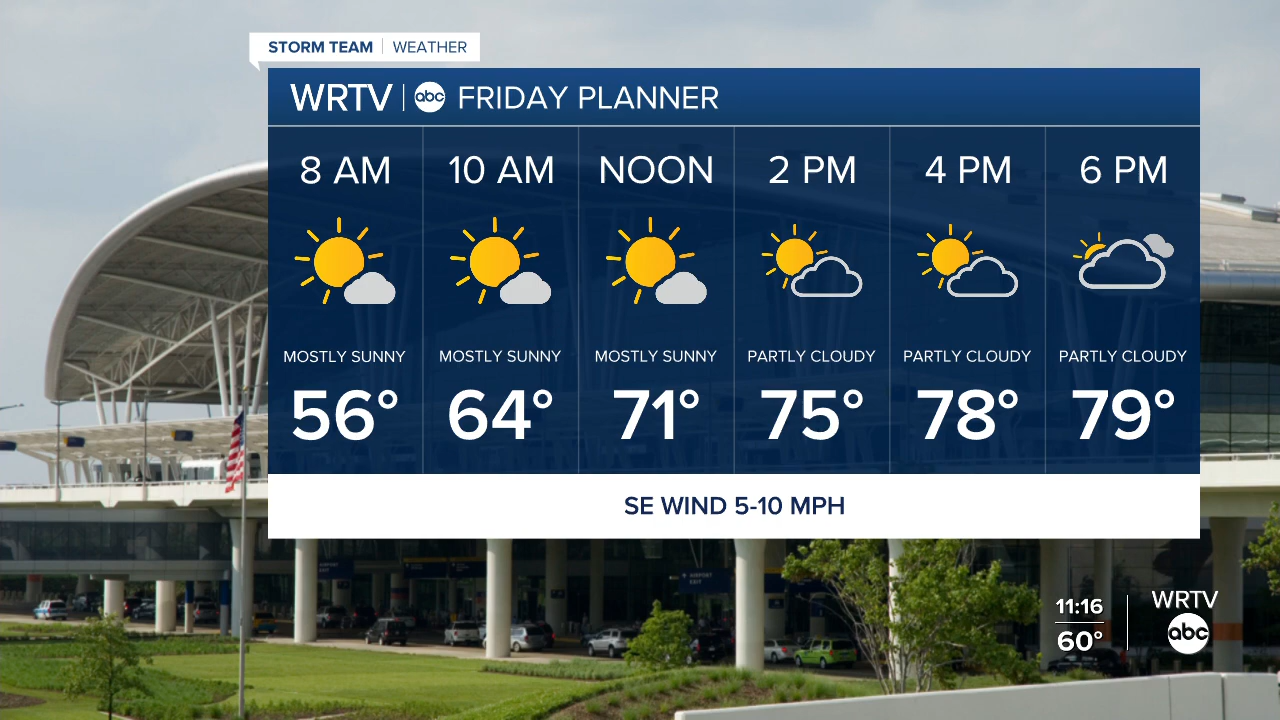 STORM TEAM | WEATHER
WRTV | abc FRIDAY PLANNER
8 AM 10 AM NOON 2 PM 4 PM 6 PM
MOSTLY SUNNY MOSTLY SUNNY MOSTLY SUNNY PARTLY CLOUDY PARTLY CLOUDY PARTLY CLOUDY
56° 64° 71° 75° 78° 79°
SE WIND 5-10 MPH
AIRPORT EXIT
11:16
60°
WRTV
abc